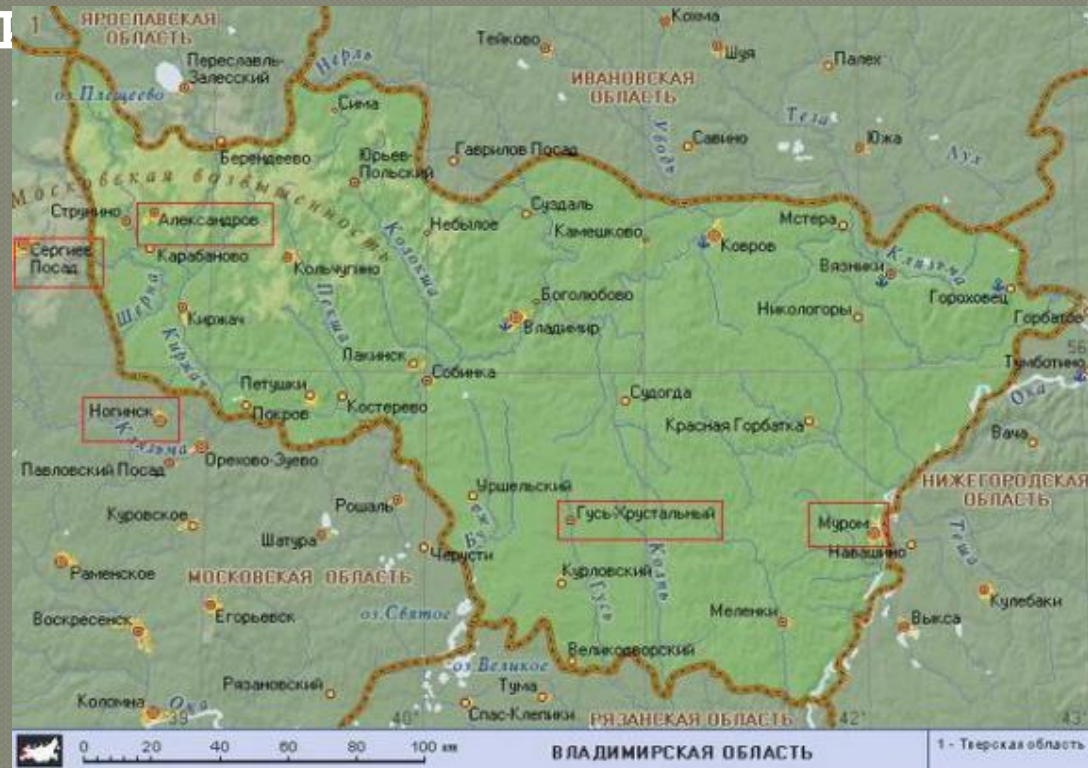 1
ЯРОСЛАВСКАЯ
ОБЛАСТЬ
Переславль-
Залесский
оз. Плещеево
Нерль
Тейково
Кохма
Шуя
Палех
ИВАНОВСКАЯ
ОБЛАСТЬ
Сима
Уводь
Савино
Теза
Южа
Лух
Берендеево
Юрьев-
Польский
Гаврилов Посад
Московская возвышенность
Струнино
Александров
Небылое
Суздаль
Камешково
Мстера
Ковров
Сергиев
Посад
Карабаново
Кольчугино
Колокша
Вязники
Клязьма
Гороховец
Шерна
Киржач
Пекша
Боголюбово
Владимир
Никологоры
Горбатов
Киржач
Лакинск
Собинка
56
Тумботино
Ока
Петушки
Покров
Костерево
Судогда
Красная Горбатка
Ногинск
Клязьма
Орехово-Зуево
Павловский Посад
Вача
НИЖЕГОРОДСКАЯ
ОБЛАСТЬ
Куровское
Рошаль
Уршельский
Бужа
Гусь-Хрустальный
Муром
Навашино
Теша
Шатура
Черусти
Раменское
МОСКОВСКАЯ ОБЛАСТЬ
Курловский
Гусь
Колпь
Кулебаки
Воскресенск
Егорьевск
оз. Святое
Меленки
Выкса
Великодворский
оз. Великое
Рязановский
Тума
Коломна
Ока
39
40°
Спас-Клепики
РЯЗАНСКАЯ ОБЛАСТЬ
42°
43
0 20 40 60 80 100 км
ВЛАДИМИРСКАЯ ОБЛАСТЬ
1 - Тверская область